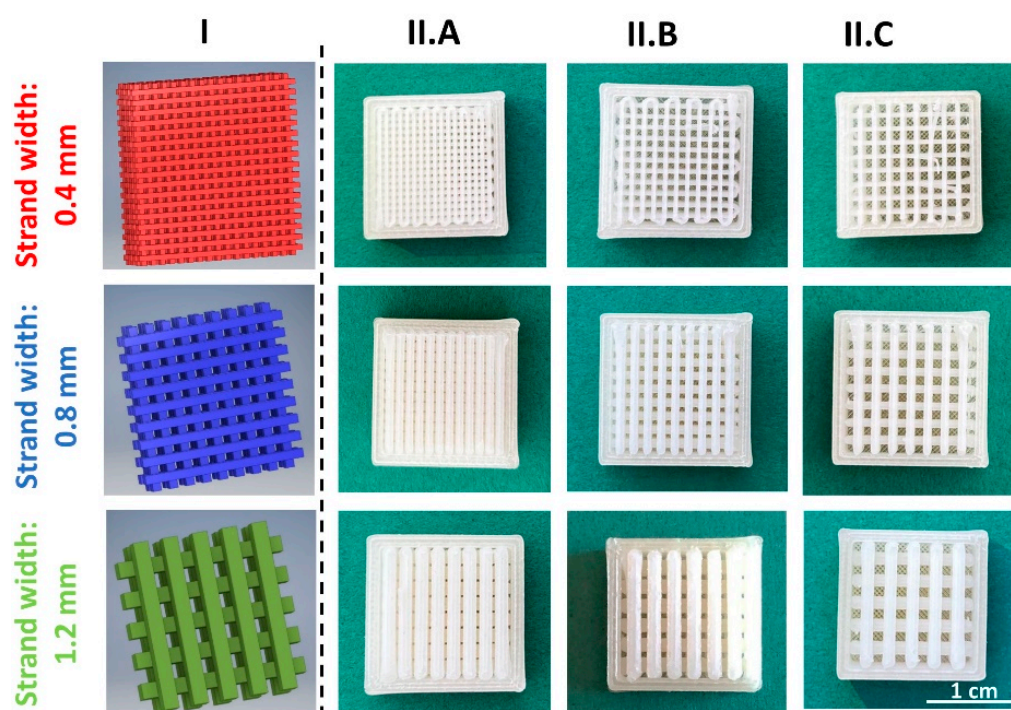 I
II.A
II.B
II.C
Strand width:
0.4 mm
Strand width:
0.8 mm
Strand width:
1.2 mm
1 cm